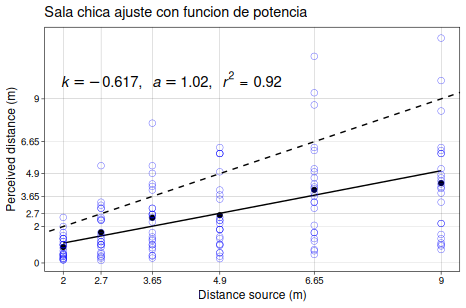 Sala chica ajuste con funcion de potencia
k = −0.617, a = 1.02, r² = 0.92
Perceived distance (m)
9
6.65
4.9
3.65
2.7
2
0
2 2.7 3.65 4.9 6.65 9
Distance source (m)